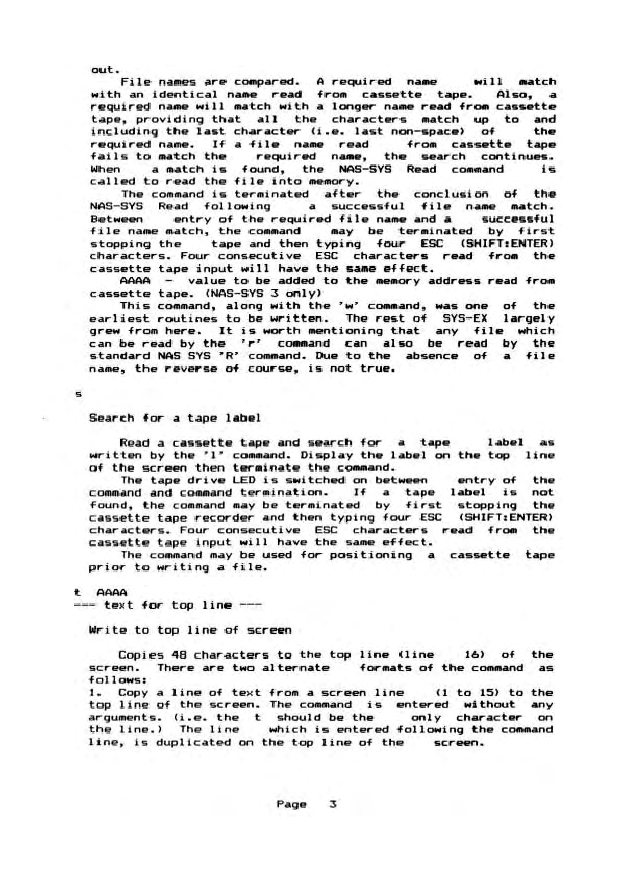 out.
File names are compared. A required name will match
with an identical name read from cassette tape. Also, a
required name will match with a longer name read from cassette
tape, providing that all the characters match up to and
including the last character (i.e. last non-space) of the
required name. If a file name read from cassette tape
fails to match the required name, the search continues.
When a match is found, the NAS-SYS Read command is
called to read the file into memory.
The command is terminated after the conclusion of the
NAS-SYS Read following a successful file name match.
Between entry of the required file name and a successful
file name match, the command may be terminated by first
stopping the tape and then typing four ESC (SHIFT:ENTER)
characters. Four consecutive ESC characters read from the
cassette tape input will have the same effect.
AAAA - value to be added to the memory address read from
cassette tape. (NAS-SYS 3 only)
This command, along with the 'w' command, was one of the
earliest routines to be written. The rest of SYS-EX largely
grew from here. It is worth mentioning that any file which
can be read by the 'r' command can also be read by the
standard NAS SYS 'R' command. Due to the absence of a file
name, the reverse of course, is not true.
s
Search for a tape label
Read a cassette tape and search for a tape label as
written by the 'l' command. Display the label on the top line
of the screen then terminate the command.
The tape drive LED is switched on between entry of the
command and command termination. If a tape label is not
found, the command may be terminated by first stopping the
cassette tape recorder and then typing four ESC (SHIFT:ENTER)
characters. Four consecutive ESC characters read from the
cassette tape input will have the same effect.
The command may be used for positioning a cassette tape
prior to writing a file.
t AAAA
--- text for top line ---
Write to top line of screen
Copies 48 characters to the top line (line 16) of the
screen. There are two alternate formats of the command as
follows:
1. Copy a line of text from a screen line (1 to 15) to the
top line of the screen. The command is entered without any
arguments. (i.e. the t should be the only character on
the line.) The line which is entered following the command
line, is duplicated on the top line of the screen.
Page 3